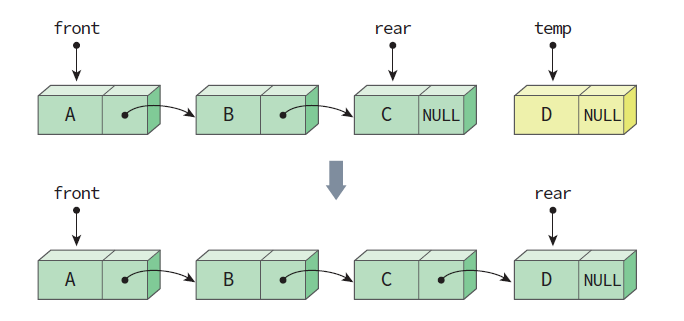 front rear temp
A B C NULL D NULL
front rear
A B C D NULL